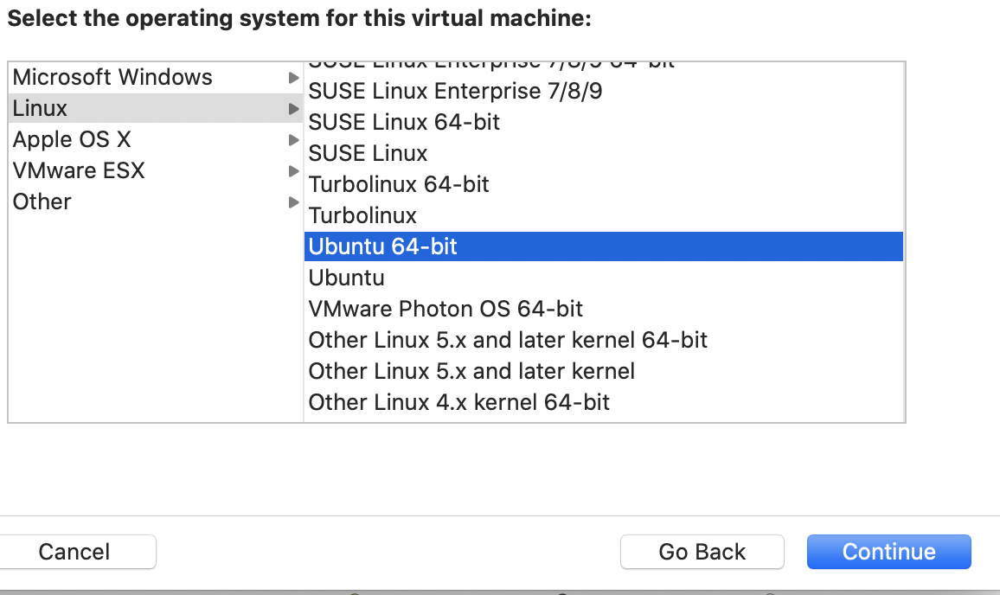 Select the operating system for this virtual machine:
Microsoft Windows
Linux
Apple OS X
VMware ESX
Other
SUSE Linux Enterprise 7/8/9 64-bit
SUSE Linux Enterprise 7/8/9
SUSE Linux 64-bit
SUSE Linux
Turbolinux 64-bit
Turbolinux
Ubuntu 64-bit
Ubuntu
VMware Photon OS 64-bit
Other Linux 5.x and later kernel 64-bit
Other Linux 5.x and later kernel
Other Linux 4.x kernel 64-bit
Cancel
Go Back
Continue